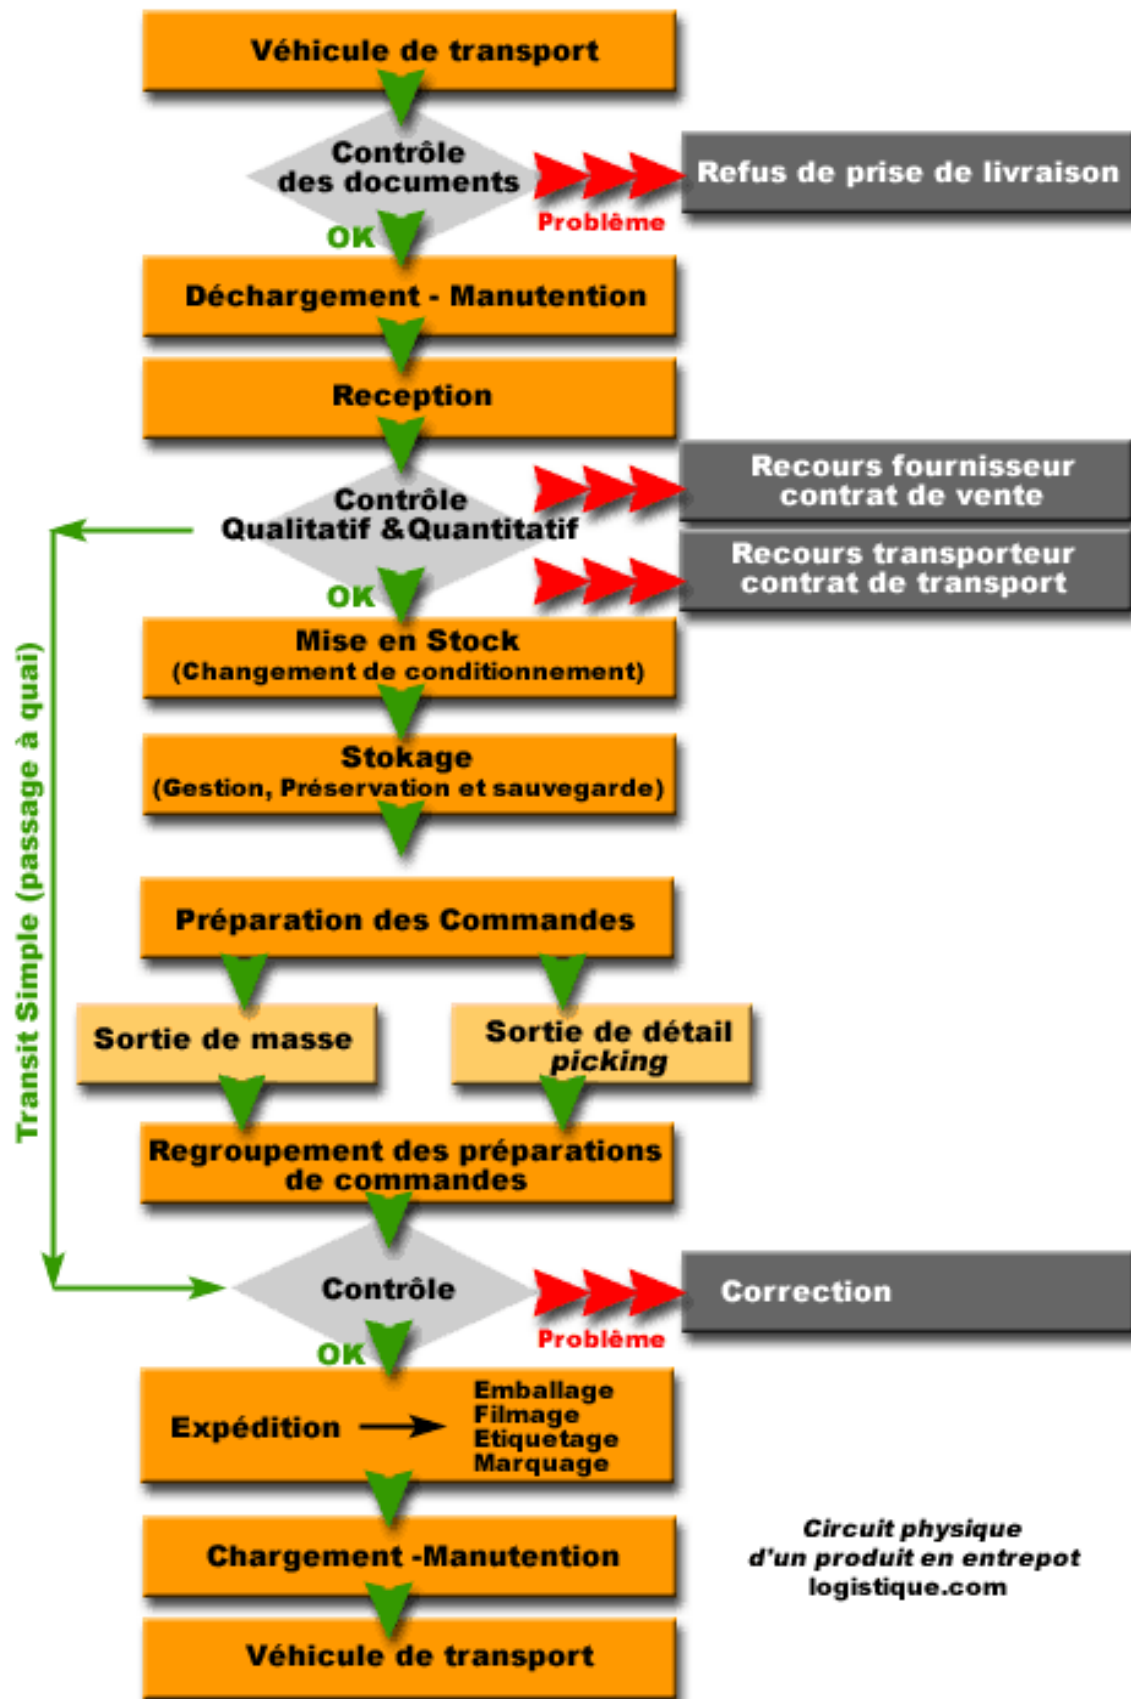 Véhicule de transport
Contrôle
des documents
Refus de prise de livraison
Problême
OK
Déchargement - Manutention
Reception
Recours fournisseur
contrat de vente
Contrôle
Qualitatif &Quantitatif
Recours transporteur
contrat de transport
OK
Mise en Stock
(Changement de conditionnement)
Stokage
(Gestion, Préservation et sauvegarde)
Transit Simple (passage à quai)
Préparation des Commandes
Sortie de masse
Sortie de détail
picking
Regroupement des préparations
de commandes
Contrôle
Correction
Problême
OK
Expédition
Emballage
Filmage
Etiquetage
Marquage
Chargement -Manutention
Véhicule de transport
Circuit physique
d'un produit en entrepot
logistique.com